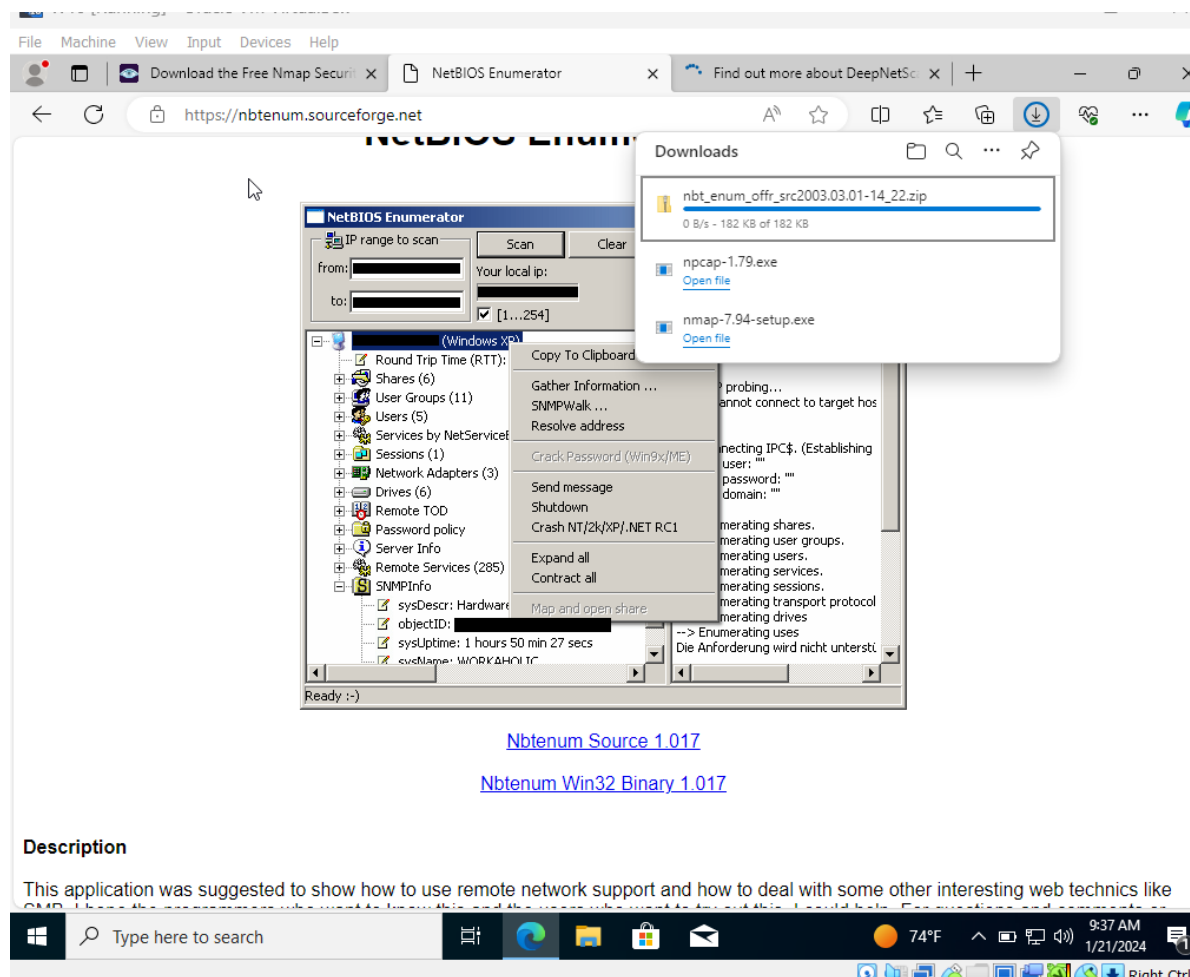 File Machine View Input Devices Help
Download the Free Nmap Securit
NetBIOS Enumerator
Find out more about DeepNetSc
https://nbtenum.sourceforge.net
Downloads
nbt_enum_offr_src2003.03.01-14_22.zip
0 B/s - 182 KB of 182 KB
npcap-1.79.exe
Open file
nmap-7.94-setup.exe
Open file
NetBIOS Enumerator
IP range to scan
Scan
Clear
from:
Your local ip:
to:
[1...254]
(Windows XP)
Round Trip Time (RTT):
Shares (6)
User Groups (11)
Users (5)
Services by NetServiceE
Sessions (1)
Network Adapters (3)
Drives (6)
Remote TOD
Password policy
Server Info
Remote Services (285)
SNMPInfo
sysDescr: Hardware
objectID:
sysUptime: 1 hours 50 min 27 secs
sysName: WORKAHOLIC
Copy To Clipboard
Gather Information ...
SNMPWalk ...
Resolve address
Crack Password (Win9x/ME)
Send message
Shutdown
Crash NT/2k/XP/.NET RC1
Expand all
Contract all
Map and open share
probing...
annot connect to target hos
necting IPC$. (Establishing
user: ""
password: ""
domain: ""
merating shares.
merating user groups.
merating users.
merating services.
merating sessions.
merating transport protocol
merating drives
--> Enumerating uses
Die Anforderung wird nicht unterstü
Ready :-)
Nbtenum Source 1.017
Nbtenum Win32 Binary 1.017
Description
This application was suggested to show how to use remote network support and how to deal with some other interesting web technics like
Type here to search
74°F
9:37 AM
1/21/2024
Right Ctrl